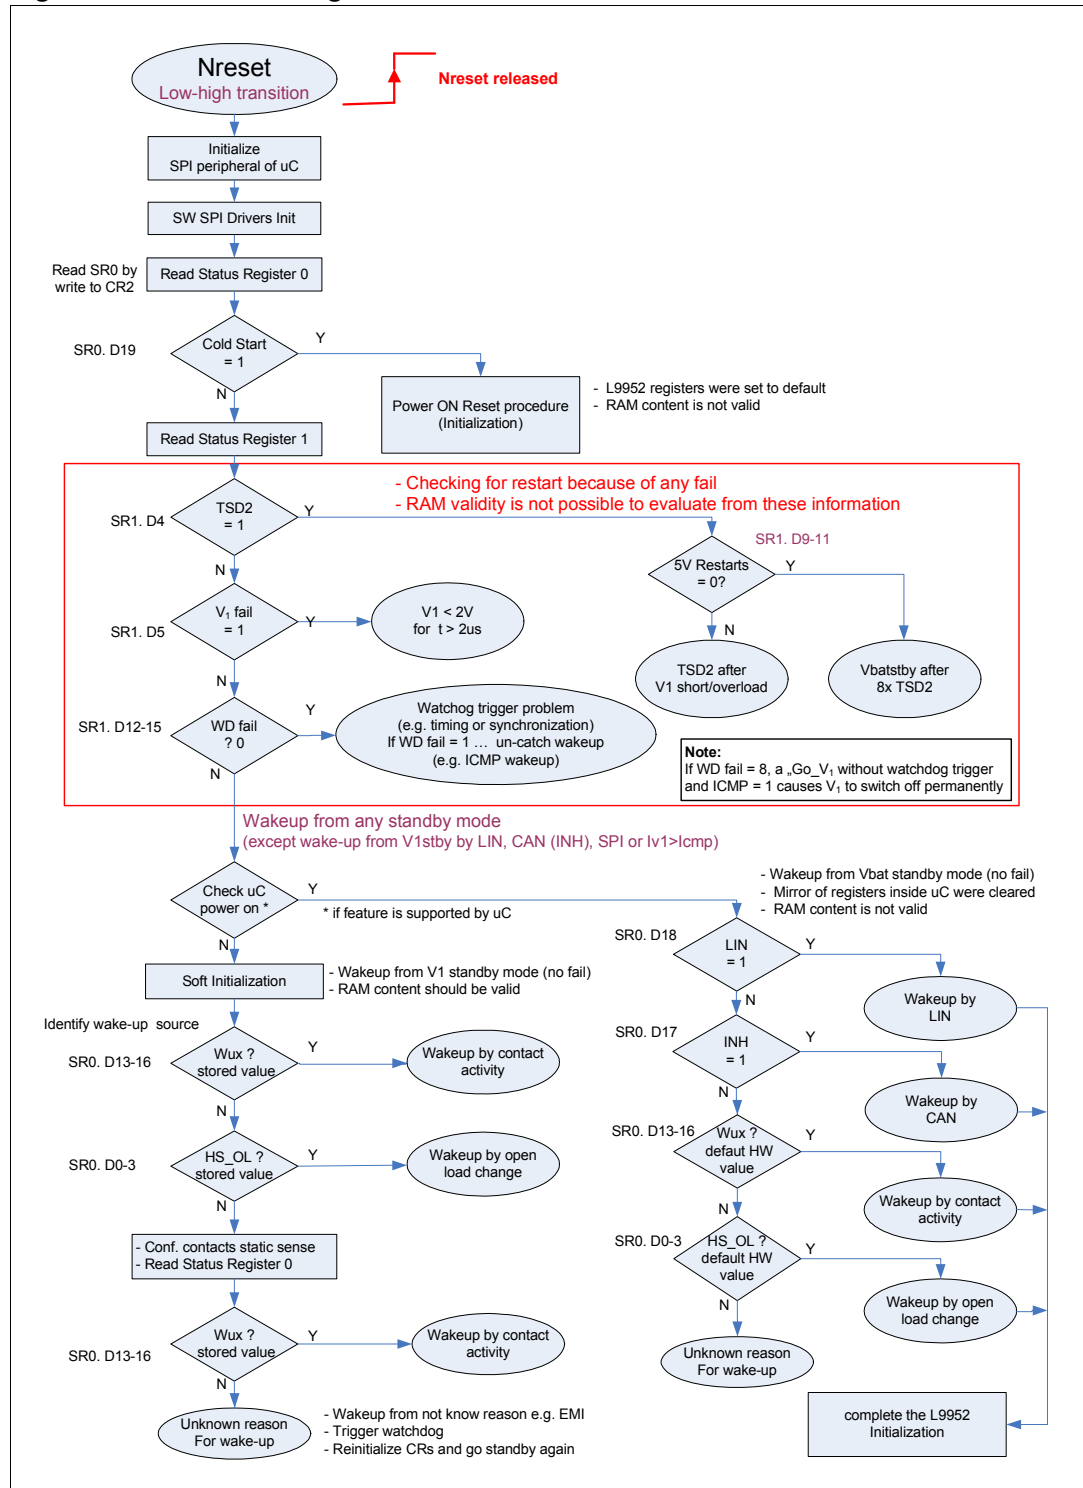 Nreset
Low-high transition
Nreset released
Initialize
SPI peripheral of uC
SW SPI Drivers Init
Read SR0 by
write to CR2
Read Status Register 0
SR0. D19
Cold Start
= 1
Y
N
Power ON Reset procedure
(Initialization)
- L9952 registers were set to default
- RAM content is not valid
Read Status Register 1
- Checking for restart because of any fail
- RAM validity is not possible to evaluate from these information
SR1. D4
TSD2
= 1
Y
N
SR1. D9-11
5V Restarts
= 0?
Y
N
SR1. D5
V₁ fail
= 1
Y
N
V1 < 2V
for t > 2us
TSD2 after
V1 short/overload
Vbatstby after
8x TSD2
SR1. D12-15
WD fail
? 0
Y
N
Watchog trigger problem
(e.g. timing or synchronization)
If WD fail = 1 ... un-catch wakeup
(e.g. ICMP wakeup)
Note:
If WD fail = 8, a „Go_V₁ without watchdog trigger
and ICMP = 1 causes V₁ to switch off permanently
Wakeup from any standby mode
(except wake-up from V1stby by LIN, CAN (INH), SPI or Iv1>Icmp)
Check uC
power on *
Y
N
* if feature is supported by uC
- Wakeup from Vbat standby mode (no fail)
- Mirror of registers inside uC were cleared
- RAM content is not valid
Soft Initialization
- Wakeup from V1 standby mode (no fail)
- RAM content should be valid
Identify wake-up source
SR0. D13-16
Wux ?
stored value
Y
N
Wakeup by contact
activity
SR0. D0-3
HS_OL ?
stored value
Y
N
Wakeup by open
load change
- Conf. contacts static sense
- Read Status Register 0
SR0. D13-16
Wux ?
stored value
Y
N
Wakeup by contact
activity
Unknown reason
For wake-up
- Wakeup from not know reason e.g. EMI
- Trigger watchdog
- Reinitialize CRs and go standby again
SR0. D18
LIN
= 1
Y
N
Wakeup by
LIN
SR0. D17
INH
= 1
Y
N
Wakeup by
CAN
SR0. D13-16
Wux ?
defaut HW
value
Y
N
Wakeup by contact
activity
SR0. D0-3
HS_OL ?
default HW
value
Y
N
Wakeup by open
load change
Unknown reason
For wake-up
complete the L9952
Initialization